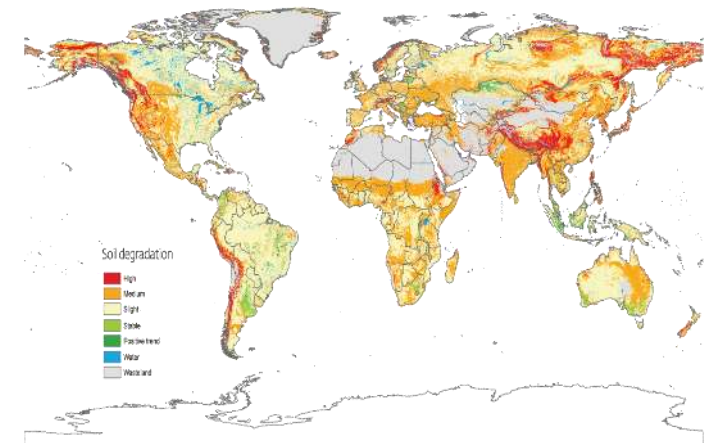 Soil degradation
High
Medium
Slight
Stable
Positive trend
Water
Wasteland